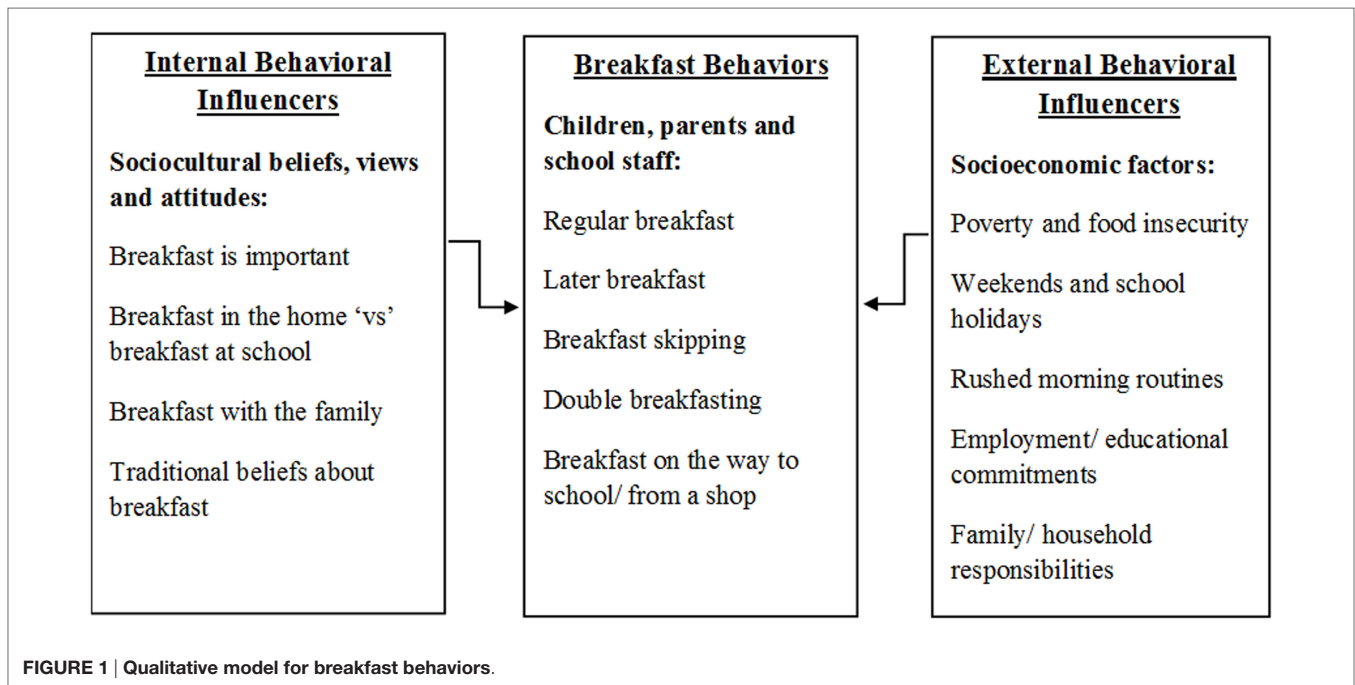 Internal Behavioral
Influencers
Sociocultural beliefs, views
and attitudes:
Breakfast is important
Breakfast in the home ‘vs’
breakfast at school
Breakfast with the family
Traditional beliefs about
breakfast
Breakfast Behaviors
Children, parents and
school staff:
Regular breakfast
Later breakfast
Breakfast skipping
Double breakfasting
Breakfast on the way to
school/ from a shop
External Behavioral
Influencers
Socioeconomic factors:
Poverty and food insecurity
Weekends and school
holidays
Rushed morning routines
Employment/ educational
commitments
Family/ household
responsibilities
FIGURE 1 | Qualitative model for breakfast behaviors.